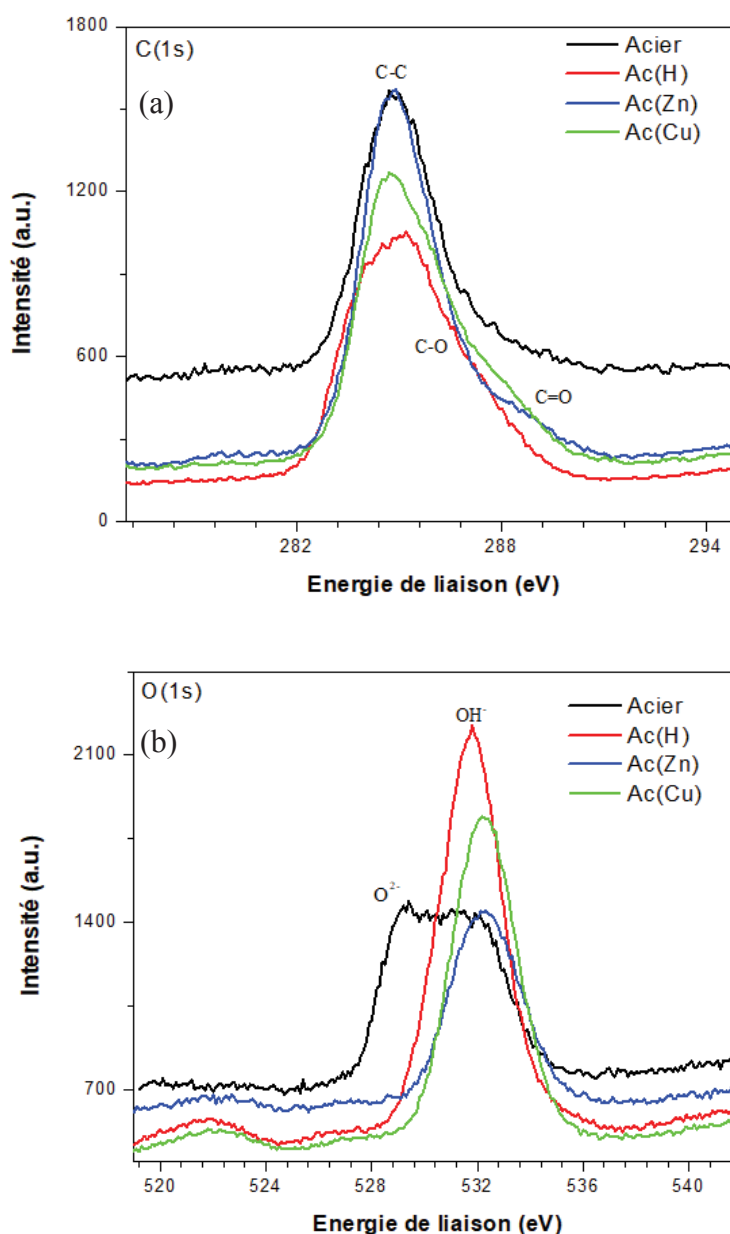 C(1s)
(a)
C-C
C-O
C=O
Acier
Ac(H)
Ac(Zn)
Ac(Cu)
1800
1200
600
0
Intensité (a.u.)
282 288 294
Energie de liaison (eV)
O(1s)
(b)
OH⁻
O²⁻
Acier
Ac(H)
Ac(Zn)
Ac(Cu)
2100
1400
700
Intensité (a.u.)
520 524 528 532 536 540
Energie de liaison (eV)